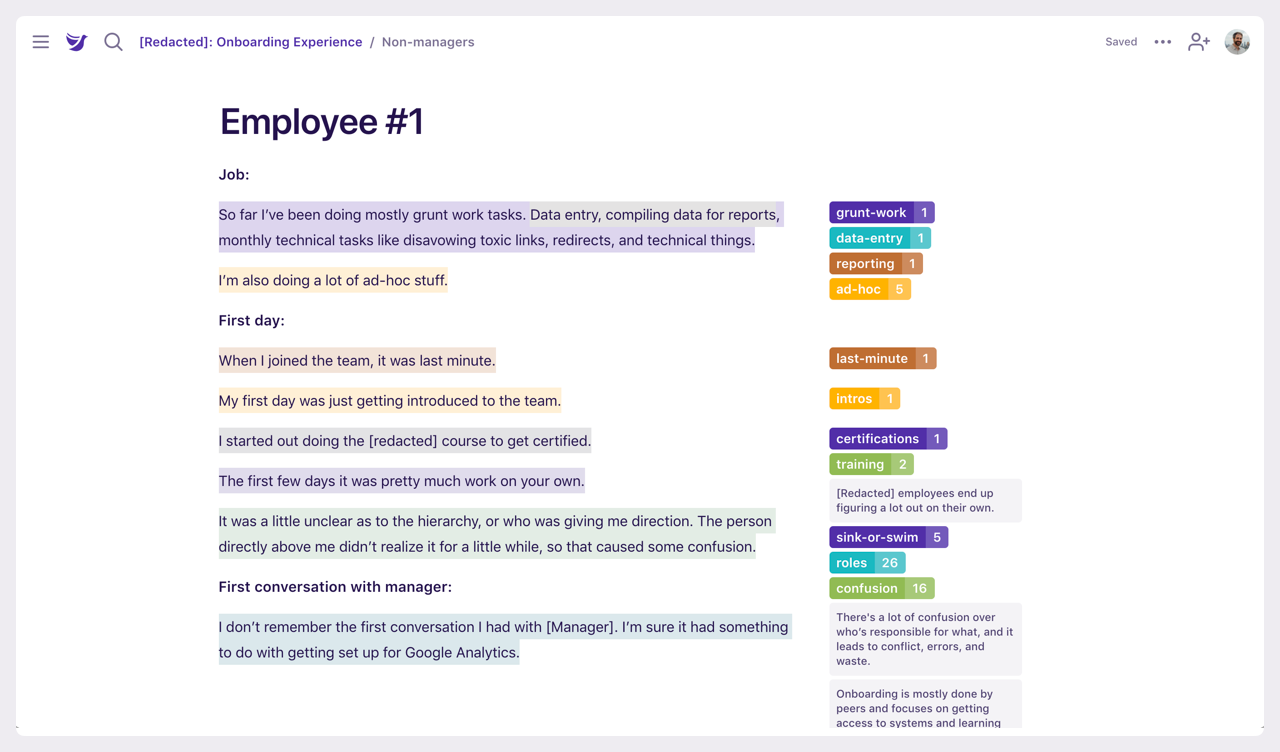 [Redacted]: Onboarding Experience / Non-managers
Saved
Employee #1
Job:
So far I’ve been doing mostly grunt work tasks. Data entry, compiling data for reports,
monthly technical tasks like disavowing toxic links, redirects, and technical things.
grunt-work 1
data-entry 1
reporting 1
I’m also doing a lot of ad-hoc stuff.
ad-hoc 5
First day:
When I joined the team, it was last minute.
last-minute 1
My first day was just getting introduced to the team.
intros 1
I started out doing the [redacted] course to get certified.
certifications 1
training 2
The first few days it was pretty much work on your own.
[Redacted] employees end up
figuring a lot out on their own.
sink-or-swim 5
It was a little unclear as to the hierarchy, or who was giving me direction. The person
directly above me didn’t realize it for a little while, so that caused some confusion.
roles 26
confusion 16
There's a lot of confusion over
who’s responsible for what, and it
leads to conflict, errors, and
waste.
First conversation with manager:
I don’t remember the first conversation I had with [Manager]. I’m sure it had something
to do with getting set up for Google Analytics.
Onboarding is mostly done by
peers and focuses on getting
access to systems and learning